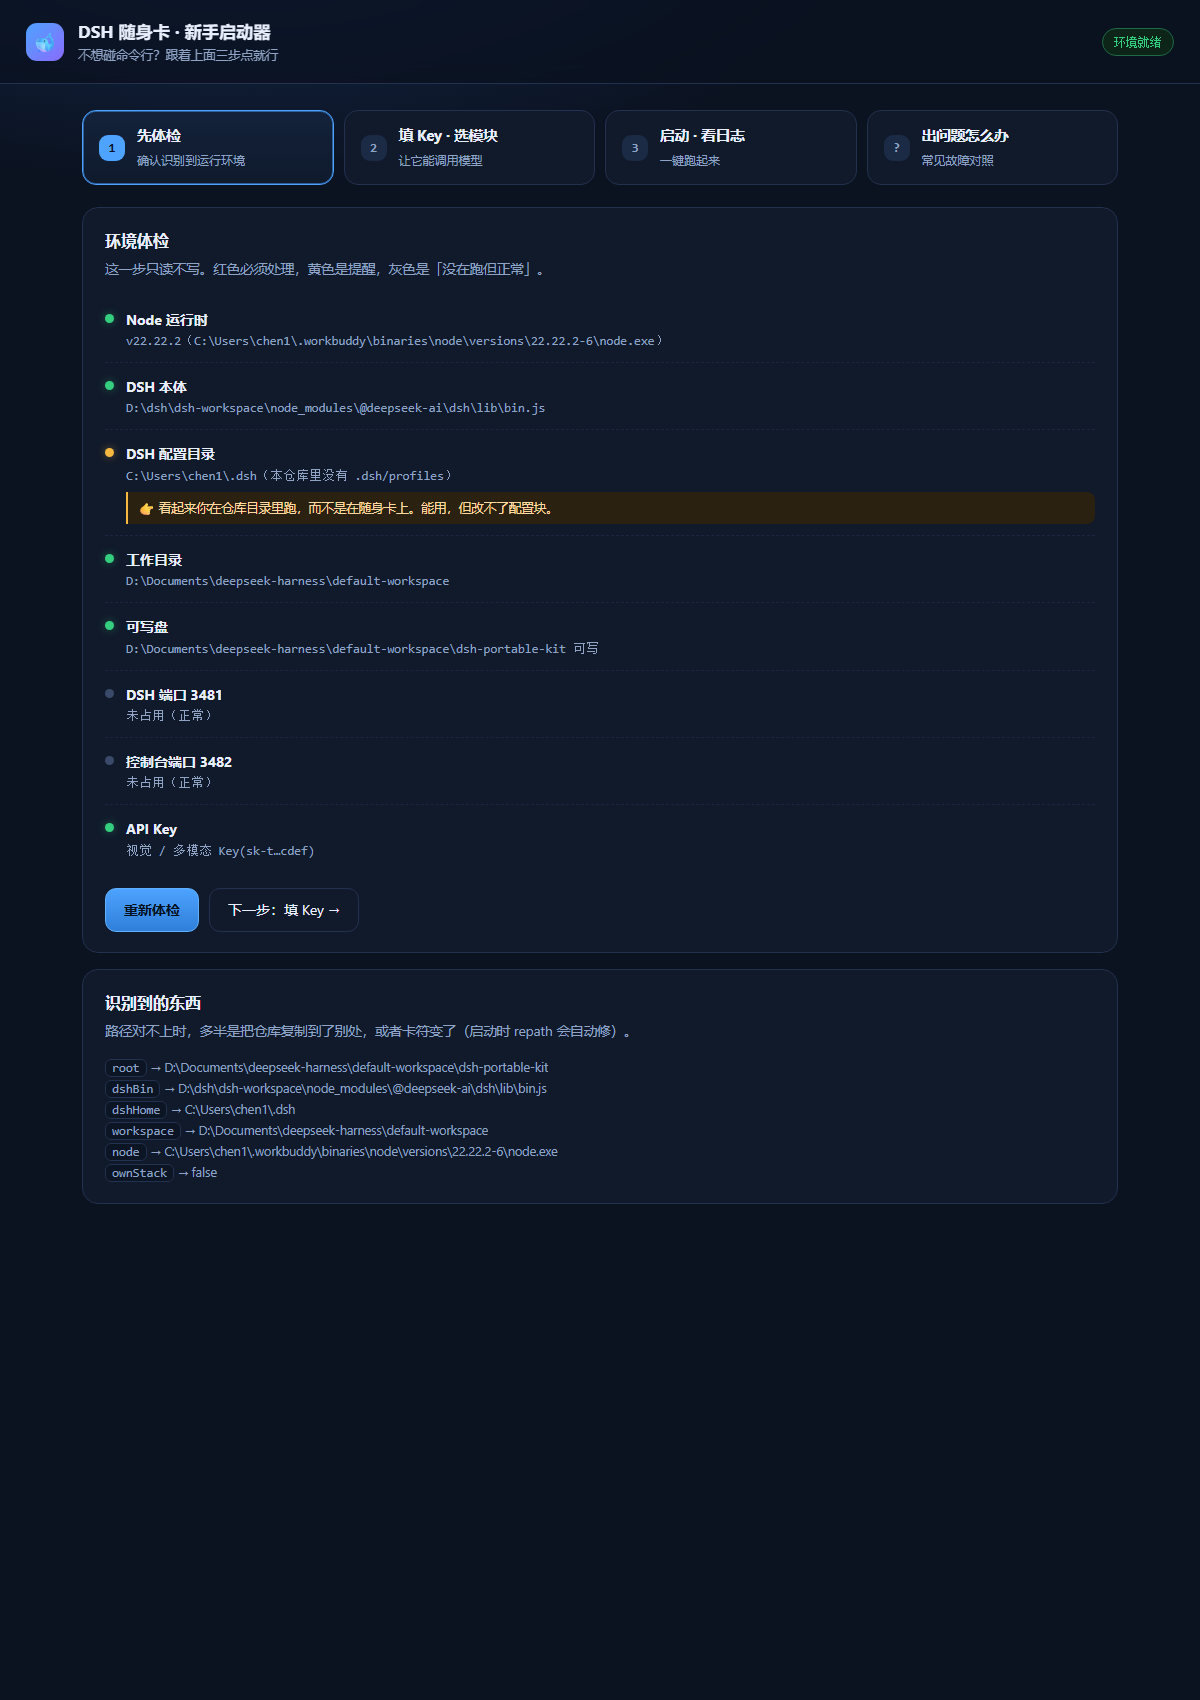 DSH 随身卡 · 新手启动器
不想碰命令行？跟着上面三步点就行
环境就绪
1
先体检
确认识别到运行环境
2
填 Key · 选模块
让它能调用模型
3
启动 · 看日志
一键跑起来
?
出问题怎么办
常见故障对照
环境体检
这一步只读不写。红色必须处理，黄色是提醒，灰色是「没在跑但正常」。
Node 运行时
v22.22.2（C:\Users\chen1\.workbuddy\binaries\node\versions\22.22.2-6\node.exe）
DSH 本体
D:\dsh\dsh-workspace\node_modules\@deepseek-ai\dsh\lib\bin.js
DSH 配置目录
C:\Users\chen1\.dsh（本仓库里没有 .dsh/profiles）
👉 看起来你在仓库目录里跑，而不是在随身卡上。能用，但改不了配置块。
工作目录
D:\Documents\deepseek-harness\default-workspace
可写盘
D:\Documents\deepseek-harness\default-workspace\dsh-portable-kit 可写
DSH 端口 3481
未占用（正常）
控制台端口 3482
未占用（正常）
API Key
视觉 / 多模态 Key(sk-t…cdef)
重新体检
下一步：填 Key →
识别到的东西
路径对不上时，多半是把仓库复制到了别处，或者卡符变了（启动时 repath 会自动修）。
root → D:\Documents\deepseek-harness\default-workspace\dsh-portable-kit
dshBin → D:\dsh\dsh-workspace\node_modules\@deepseek-ai\dsh\lib\bin.js
dshHome → C:\Users\chen1\.dsh
workspace → D:\Documents\deepseek-harness\default-workspace
node → C:\Users\chen1\.workbuddy\binaries\node\versions\22.22.2-6\node.exe
ownStack → false